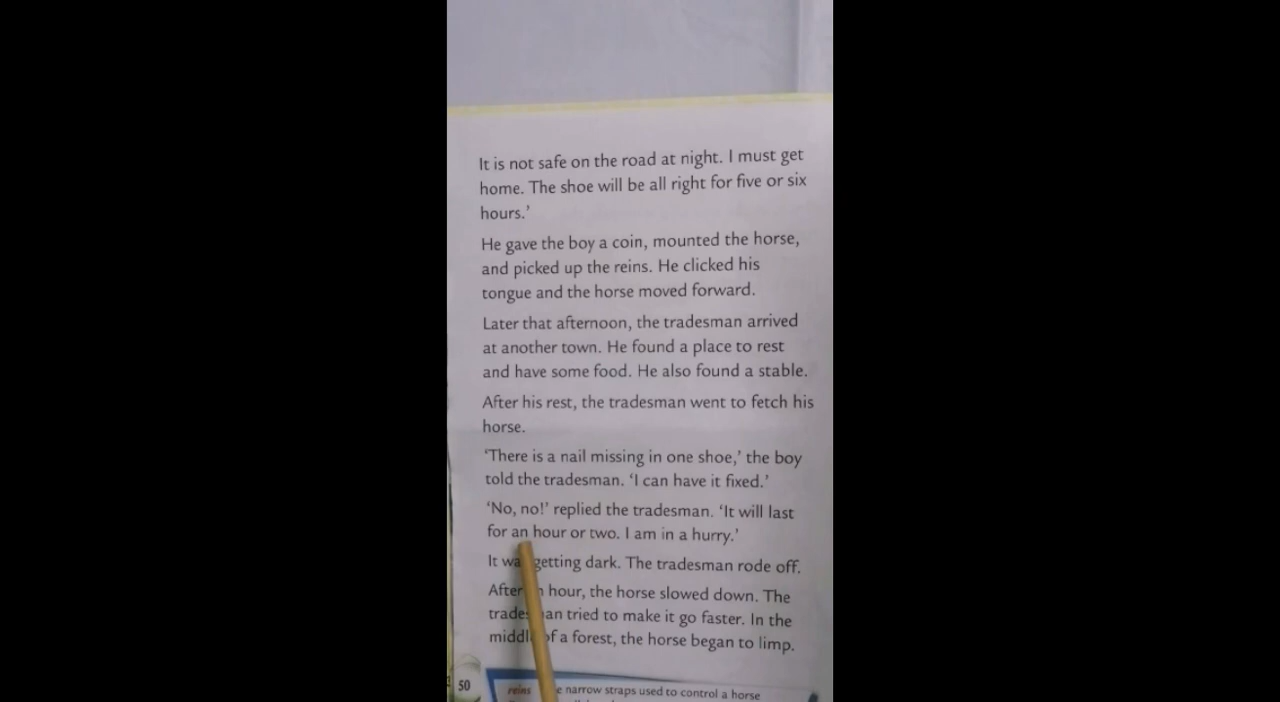 It is not safe on the road at night. I must get
home. The shoe will be all right for five or six
hours.’
He gave the boy a coin, mounted the horse,
and picked up the reins. He clicked his
tongue and the horse moved forward.
Later that afternoon, the tradesman arrived
at another town. He found a place to rest
and have some food. He also found a stable.
After his rest, the tradesman went to fetch his
horse.
‘There is a nail missing in one shoe,’ the boy
told the tradesman. ‘I can have it fixed.’
‘No, no!’ replied the tradesman. ‘It will last
for an hour or two. I am in a hurry.’
It was getting dark. The tradesman rode off.
After hour, the horse slowed down. The
tradesman tried to make it go faster. In the
middle of a forest, the horse began to limp.
50
reins narrow straps used to control a horse